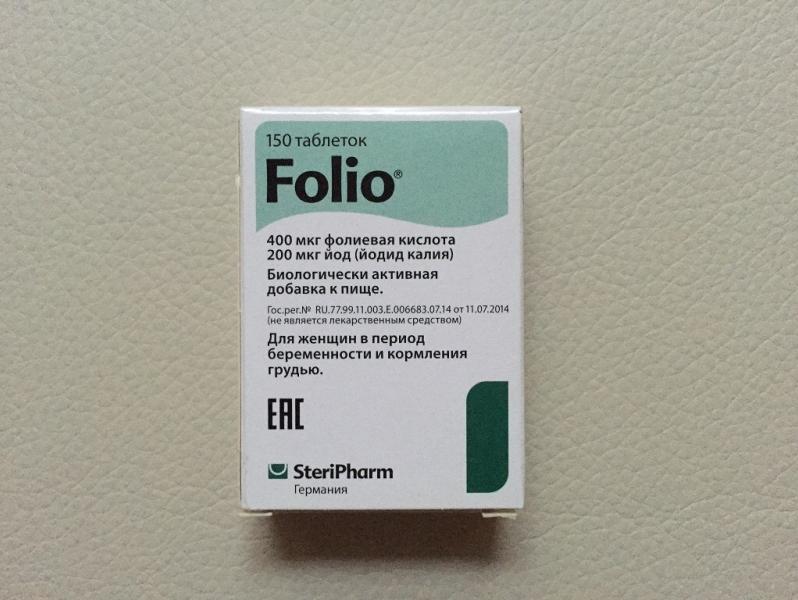 150 таблеток
Folio®
400 мкг фолиевая кислота
200 мкг йод (йодид калия)
Биологически активная
добавка к пище.
Гос.рег.№ RU.77.99.11.003.Е.006683.07.14 от 11.07.2014
(не является лекарственным средством)
Для женщин в период
беременности и кормления
грудью.
ЕАС
SteriPharm
Германия